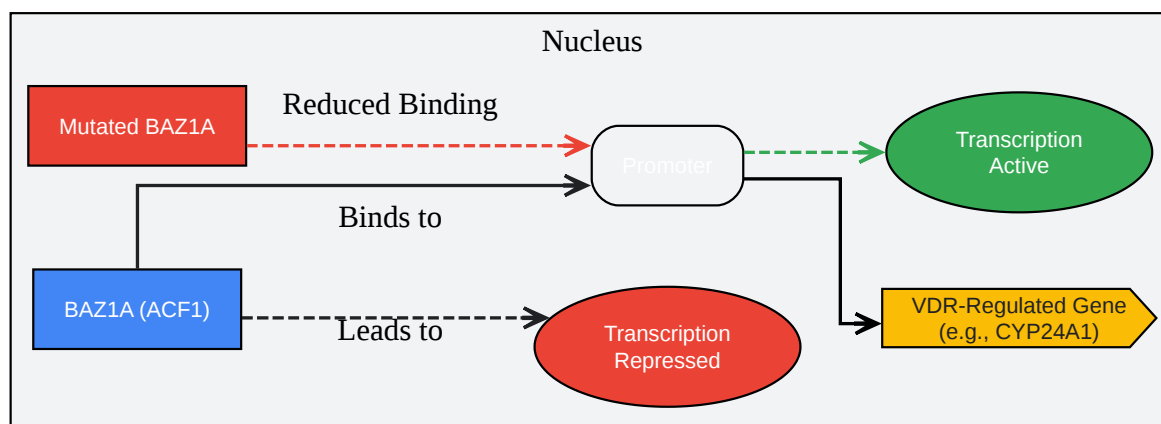 Nucleus
Reduced Binding
Mutated BAZ1A
Promoter
Transcription
Active
Binds to
BAZ1A (ACF1)
Leads to
Transcription
Repressed
VDR-Regulated Gene
(e.g., CYP24A1)